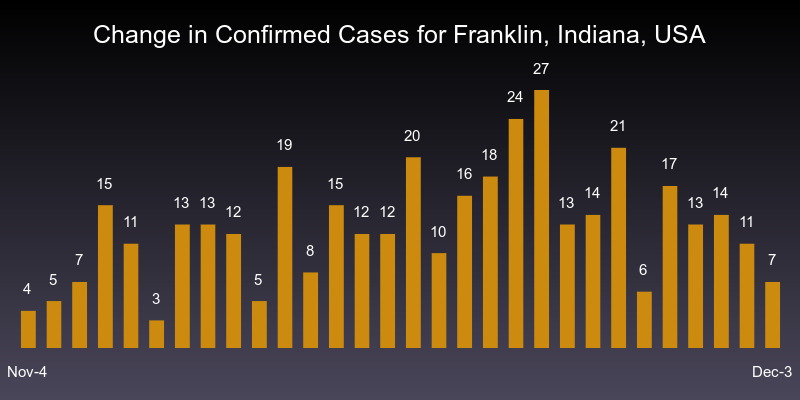 Change in Confirmed Cases for Franklin, Indiana, USA
4 5 7 15 11 3 13 13 12 5 19 8 15 12 12 20 10 16 18 24 27 13 14 21 6 17 13 14 11 7
Nov-4 Dec-3